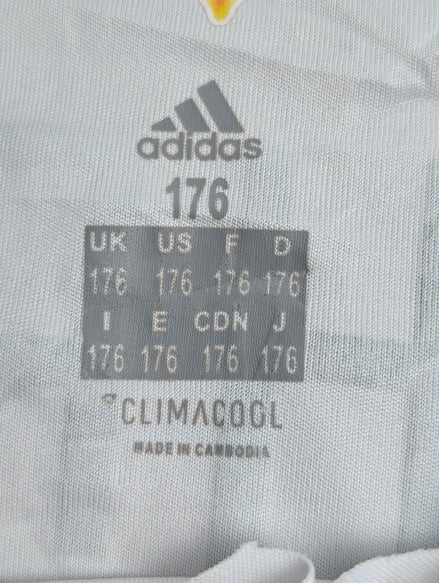 adidas
176
UK US F D
176 176 176 176
I E CDN J
176 176 176 176
CLIMACOOL
MADE IN CAMBODIA